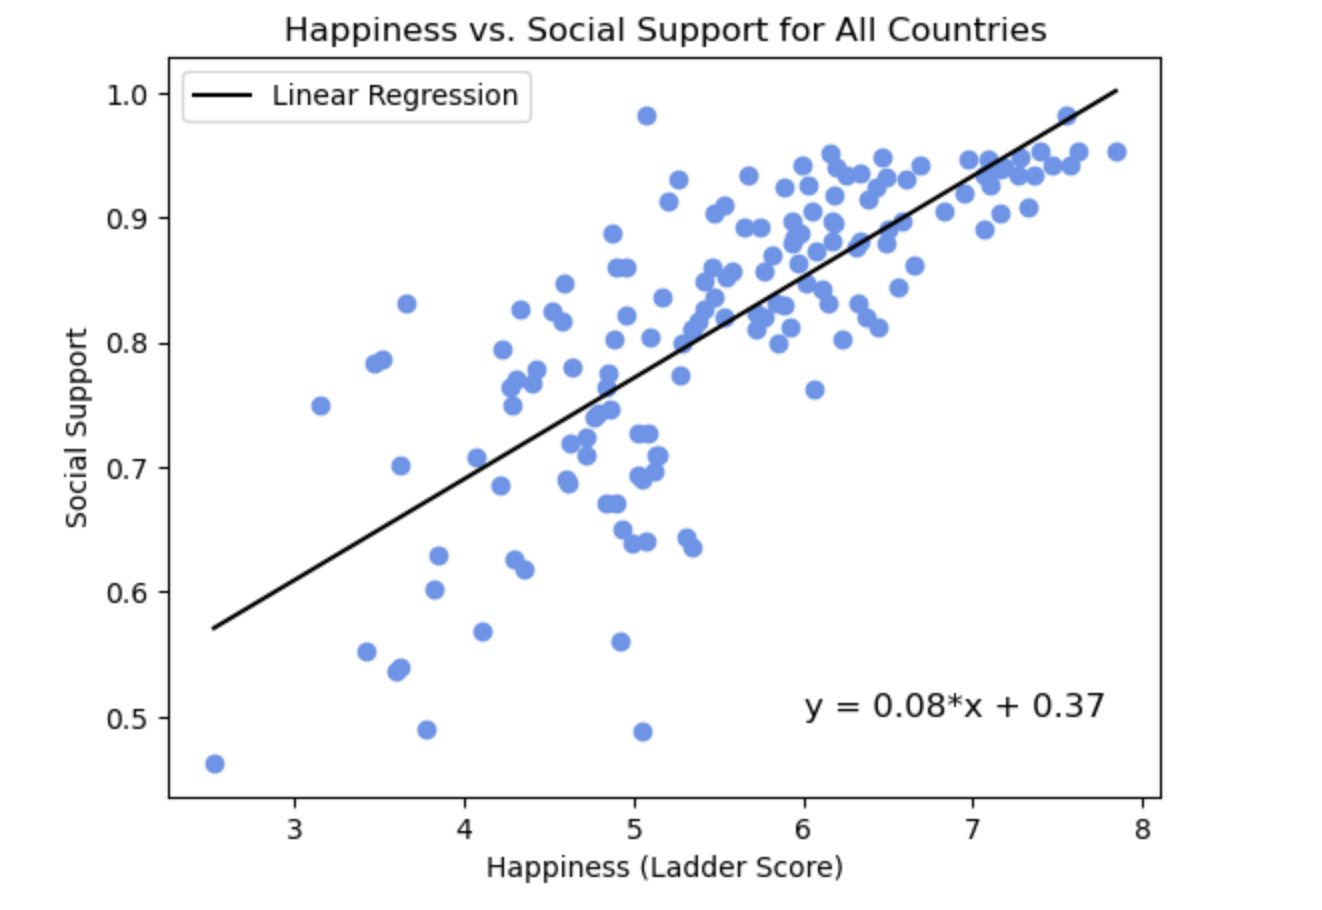 Happiness vs. Social Support for All Countries
Linear Regression
1.0
0.9
0.8
0.7
0.6
0.5
Social Support
y = 0.08*x + 0.37
3 4 5 6 7 8
Happiness (Ladder Score)